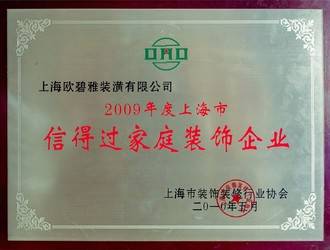 上海欧碧雅装潢有限公司
2009年度上海市
信得过家庭装饰企业
上海市装饰装修行业协会
二〇一〇年五月